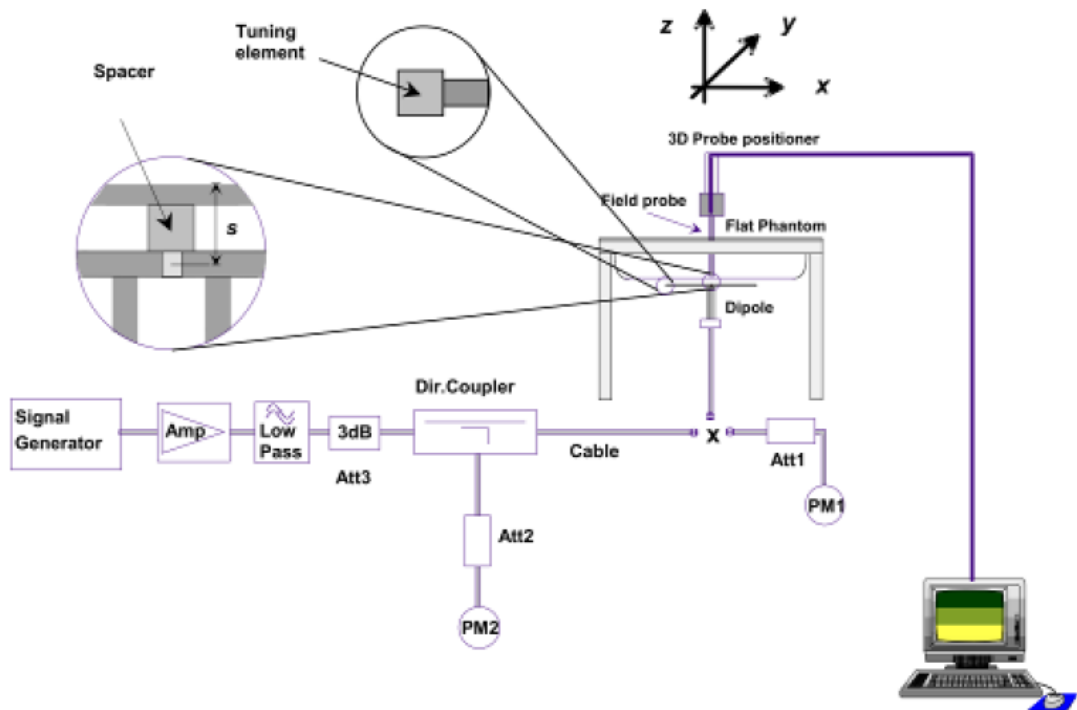 Tuning
element
Spacer
z
y
x
3D Probe positioner
Field probe
Flat Phantom
s
Dipole
Dir.Coupler
Signal
Generator
Amp
Low
Pass
3dB
Att3
Cable
x
Att1
PM1
Att2
PM2